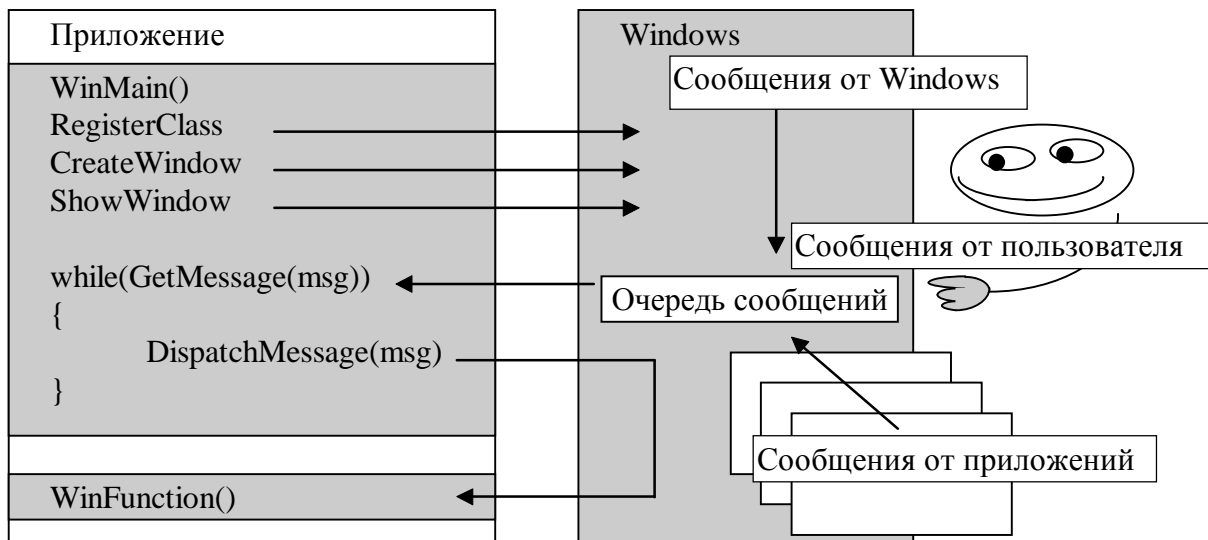 Приложение
WinMain()
RegisterClass
CreateWindow
ShowWindow
while(GetMessage(msg))
{
DispatchMessage(msg)
}
WinFunction()
Windows
Сообщения от Windows
Сообщения от пользователя
Очередь сообщений
Сообщения от приложений